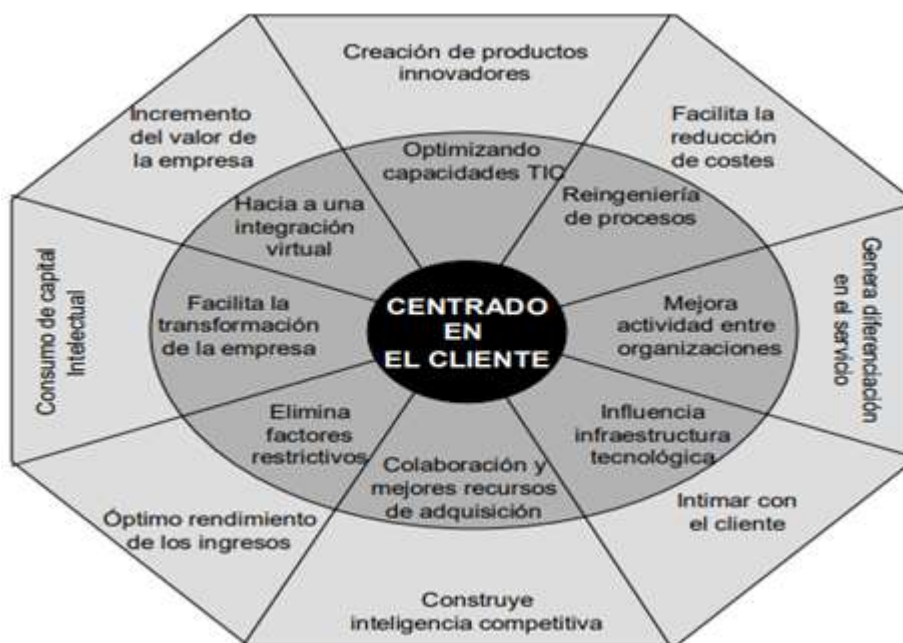 Creación de productos
innovadores
Incremento
del valor de
la empresa
Facilita la
reducción
de costes
Optimizando
capacidades TIC
Hacia a una
integración
virtual
Reingeniería
de procesos
Consumo de capital
Intelectual
Facilita la
transformación
de la empresa
CENTRADO
EN
EL CLIENTE
Mejora
actividad entre
organizaciones
Genera diferenciación
en el servicio
Elimina
factores
restrictivos
Colaboración y
mejores recursos
de adquisición
Influencia
infraestructura
tecnológica
Óptimo rendimiento
de los ingresos
Intimar con
el cliente
Construye
inteligencia competitiva